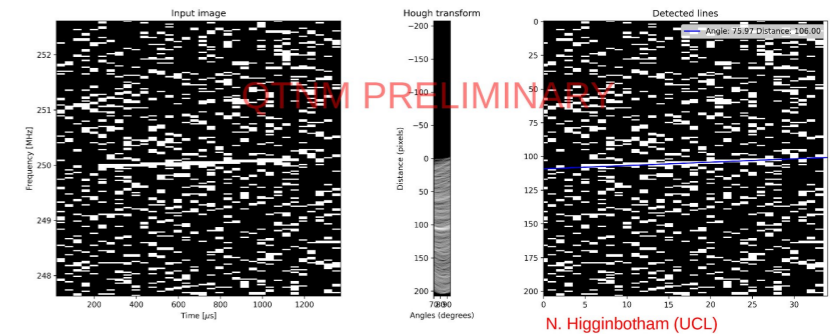 Input image
Frequency [MHz]
252
251
250
249
248
200 400 600 800 1000 1200
Time [μs]
Hough transform
Distance (pixels)
−200
−150
−100
−50
0
50
100
150
200
Angles (degrees)
Detected lines
Angle: 75.97 Distance: 106.00
0
25
50
75
100
125
150
175
200
0 5 10 15 20 25 30
QTNM PRELIMINARY
N. Higginbotham (UCL)